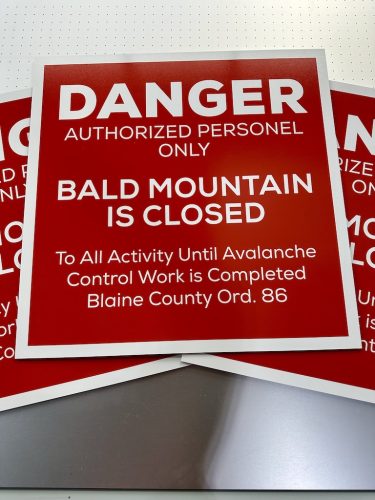 DANGER
AUTHORIZED PERSONEL
ONLY
BALD MOUNTAIN
IS CLOSED
To All Activity Until Avalanche
Control Work is Completed
Blaine County Ord. 86